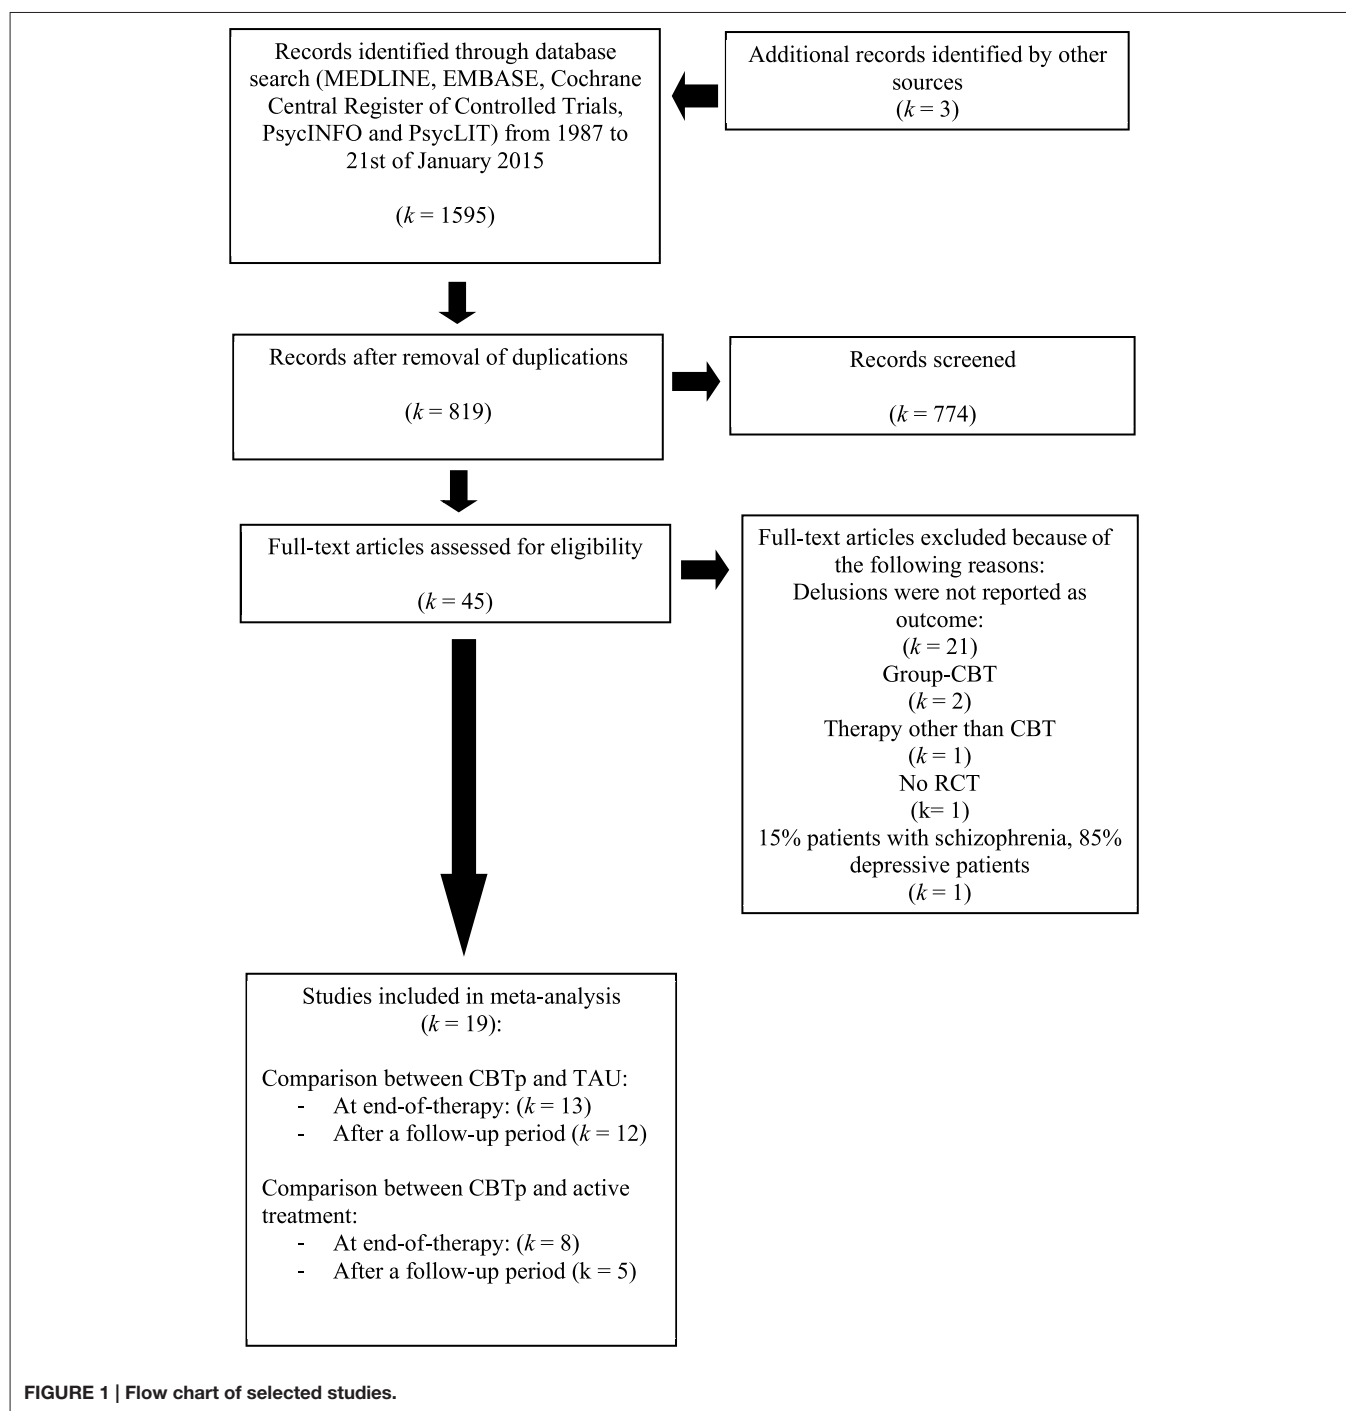 Records identified through database
search (MEDLINE, EMBASE, Cochrane
Central Register of Controlled Trials,
PsycINFO and PsycLIT) from 1987 to
21st of January 2015
(k = 1595)
Additional records identified by other
sources
(k = 3)
Records after removal of duplications
(k = 819)
Records screened
(k = 774)
Full-text articles assessed for eligibility
(k = 45)
Full-text articles excluded because of
the following reasons:
Delusions were not reported as
outcome:
(k = 21)
Group-CBT
(k = 2)
Therapy other than CBT
(k = 1)
No RCT
(k= 1)
15% patients with schizophrenia, 85%
depressive patients
(k = 1)
Studies included in meta-analysis
(k = 19):
Comparison between CBTp and TAU:
- At end-of-therapy: (k = 13)
- After a follow-up period (k = 12)
Comparison between CBTp and active
treatment:
- At end-of-therapy: (k = 8)
- After a follow-up period (k = 5)
FIGURE 1 | Flow chart of selected studies.